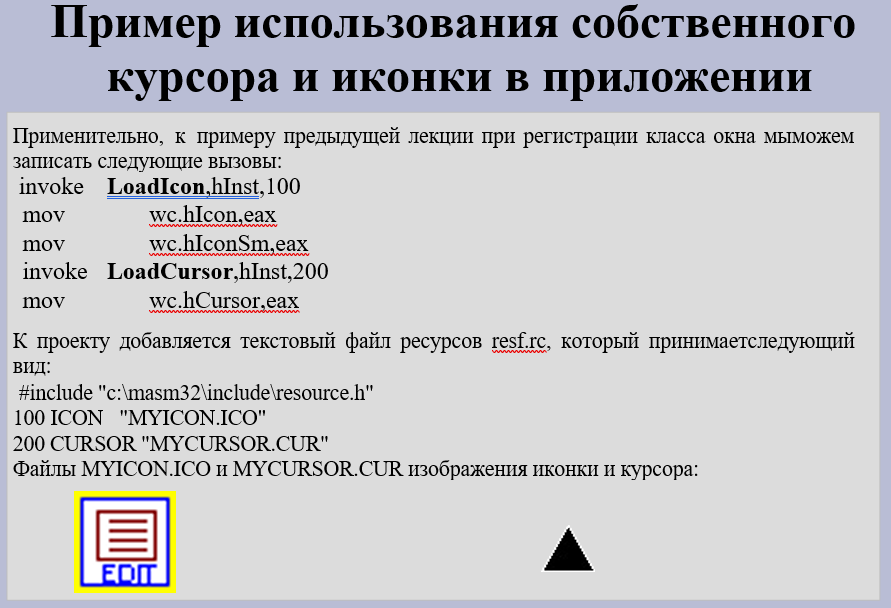 Пример использования собственного
курсора и иконки в приложении
Применительно, к примеру предыдущей лекции при регистрации класса окна мыможем
записать следующие вызовы:
invoke LoadIcon,hInst,100
mov wc.hIcon,eax
mov wc.hIconSm,eax
invoke LoadCursor,hInst,200
mov wc.hCursor,eax
К проекту добавляется текстовый файл ресурсов resf.rc, который принимаетследующий
вид:
#include "c:\masm32\include\resource.h"
100 ICON "MYICON.ICO"
200 CURSOR "MYCURSOR.CUR"
Файлы MYICON.ICO и MYCURSOR.CUR изображения иконки и курсора:
EDIT